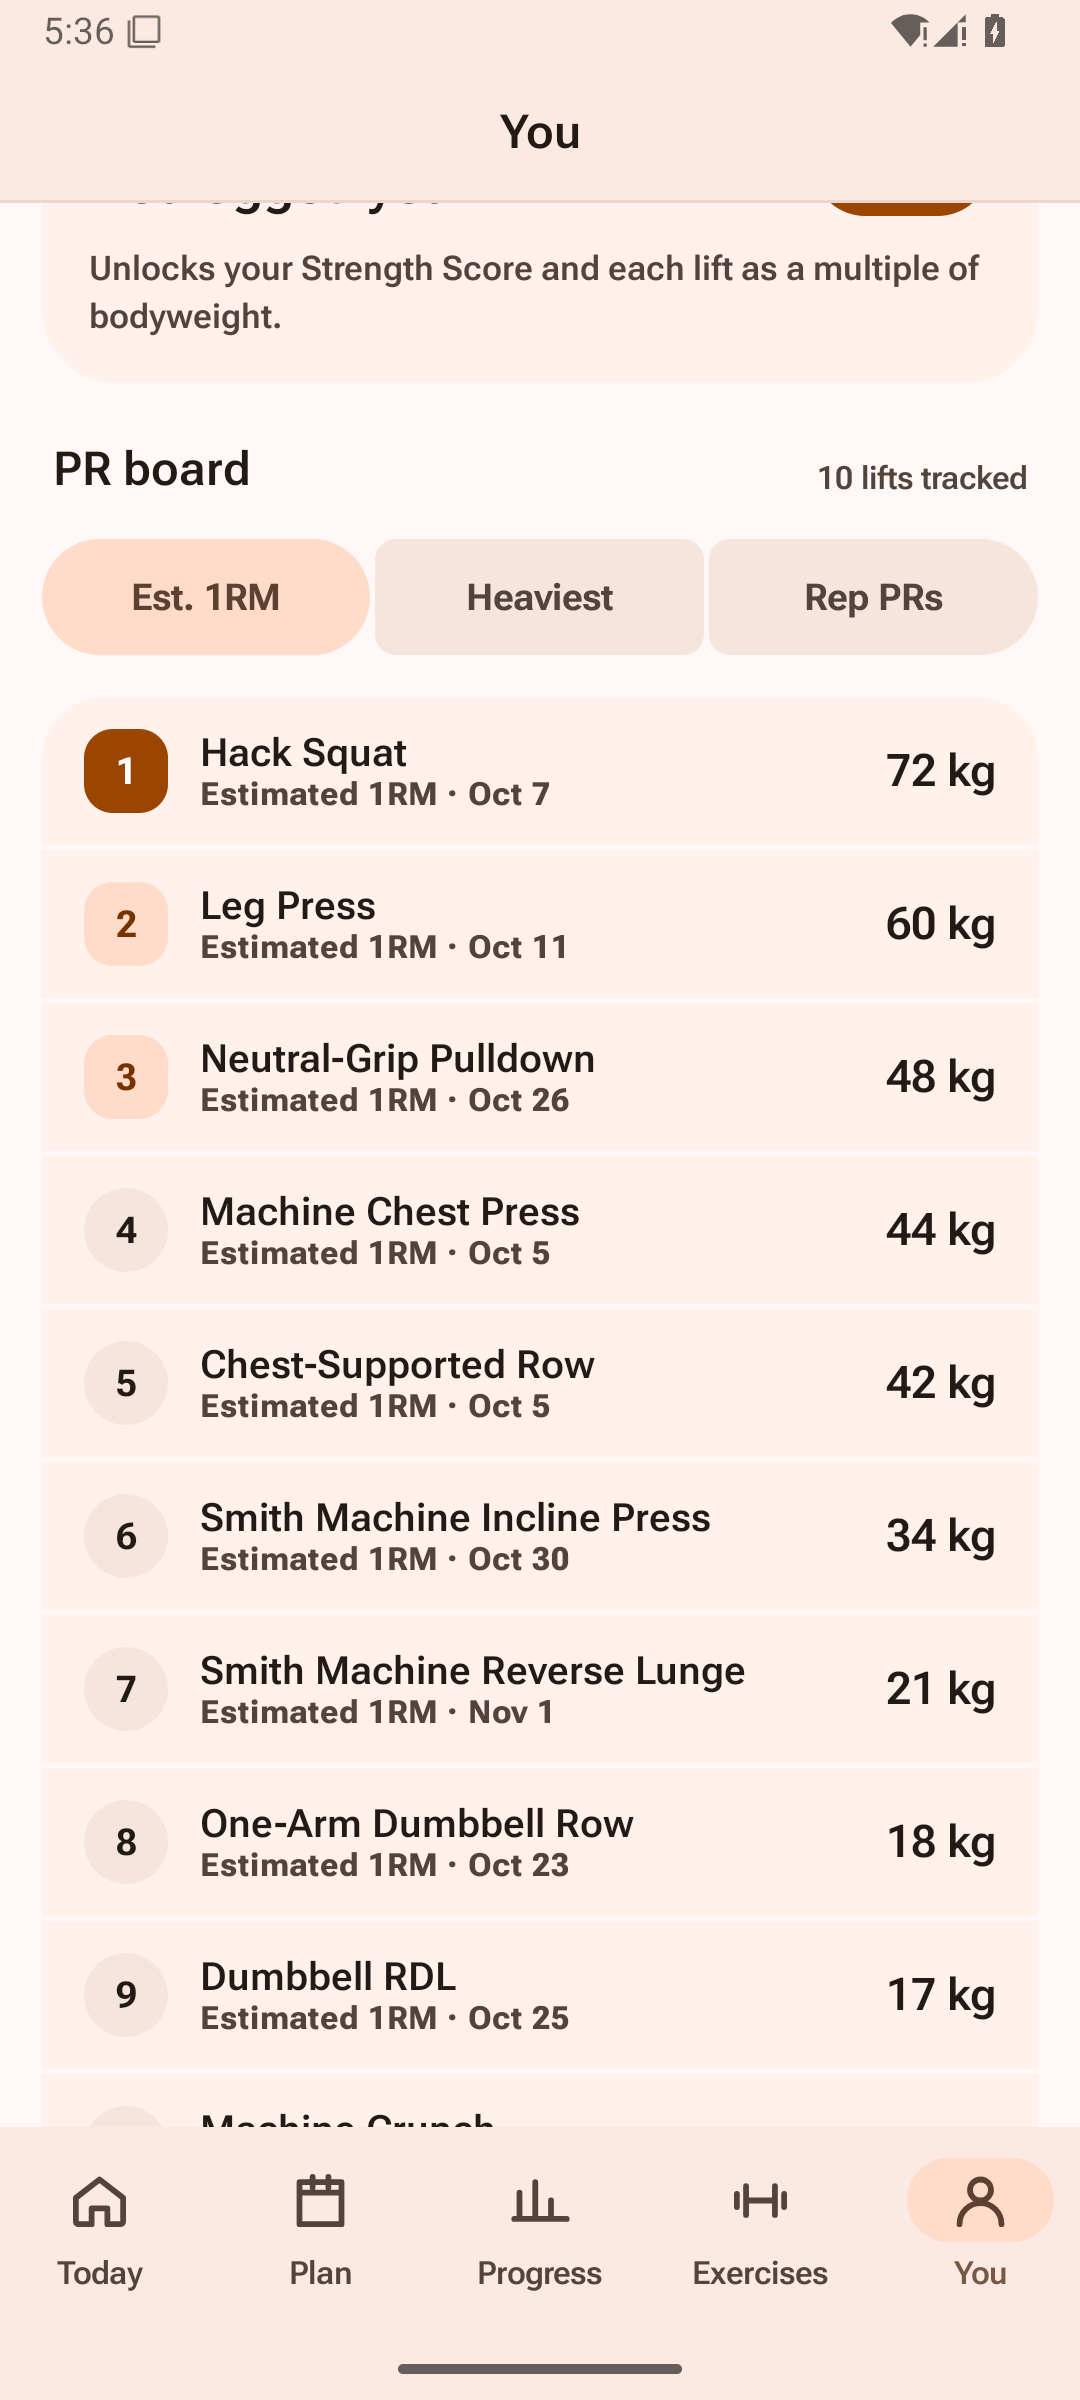 5:36
You
Unlocks your Strength Score and each lift as a multiple of
bodyweight.
PR board
10 lifts tracked
Est. 1RM
Heaviest
Rep PRs
1
Hack Squat
Estimated 1RM · Oct 7
72 kg
2
Leg Press
Estimated 1RM · Oct 11
60 kg
3
Neutral-Grip Pulldown
Estimated 1RM · Oct 26
48 kg
4
Machine Chest Press
Estimated 1RM · Oct 5
44 kg
5
Chest-Supported Row
Estimated 1RM · Oct 5
42 kg
6
Smith Machine Incline Press
Estimated 1RM · Oct 30
34 kg
7
Smith Machine Reverse Lunge
Estimated 1RM · Nov 1
21 kg
8
One-Arm Dumbbell Row
Estimated 1RM · Oct 23
18 kg
9
Dumbbell RDL
Estimated 1RM · Oct 25
17 kg
Machine Crunch
Today
Plan
Progress
Exercises
You